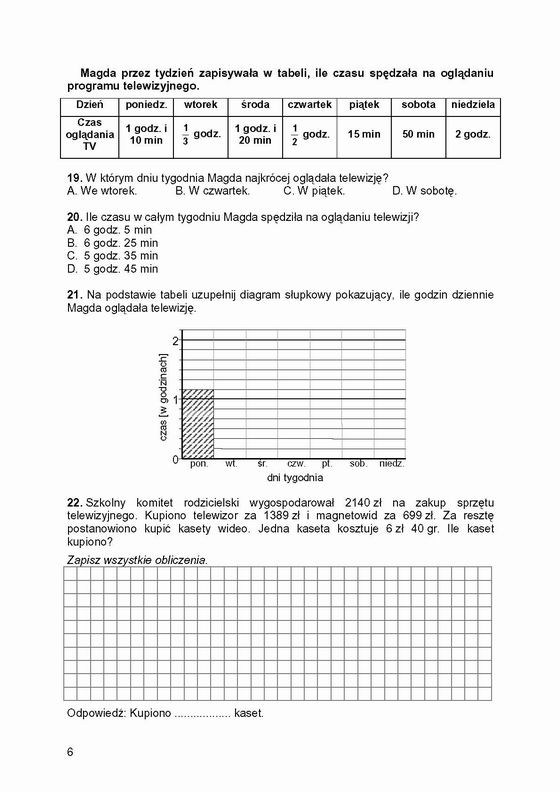 Magda przez tydzień zapisywała w tabeli, ile czasu spędzała na oglądaniu
programu telewizyjnego.
Dzień poniedz. wtorek środa czwartek piątek sobota niedziela
Czas oglądania TV 1 godz. i 10 min 1/3 godz. 1 godz. i 20 min 1/2 godz. 15 min 50 min 2 godz.
19. W którym dniu tygodnia Magda najkrócej oglądała telewizję?
A. We wtorek. B. W czwartek. C. W piątek. D. W sobotę.
20. Ile czasu w całym tygodniu Magda spędziła na oglądaniu telewizji?
A. 6 godz. 5 min
B. 6 godz. 25 min
C. 5 godz. 35 min
D. 5 godz. 45 min
21. Na podstawie tabeli uzupełnij diagram słupkowy pokazujący, ile godzin dziennie
Magda oglądała telewizję.
czas [w godzinach]
2
1
0
pon. wt. śr. czw. pt. sob. niedz.
dni tygodnia
22. Szkolny komitet rodzicielski wygospodarował 2140 zł na zakup sprzętu
telewizyjnego. Kupiono telewizor za 1389 zł i magnetowid za 699 zł. Za resztę
postanowiono kupić kasety wideo. Jedna kaseta kosztuje 6 zł 40 gr. Ile kaset
kupiono?
Zapisz wszystkie obliczenia.
Odpowiedź: Kupiono .................. kaset.
6